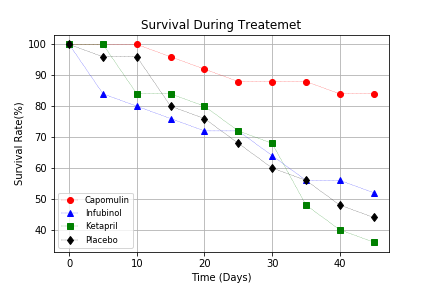 Survival During Treatemet
Survival Rate(%)
100
90
80
70
60
50
40
Capomulin
Infubinol
Ketapril
Placebo
0
10
20
30
40
Time (Days)